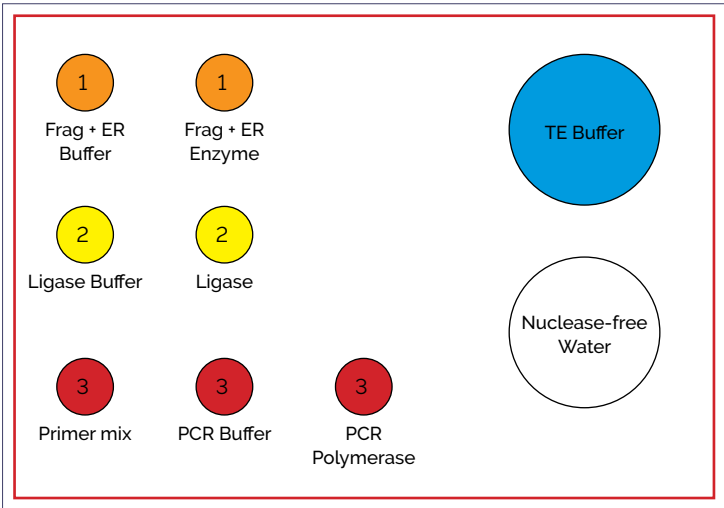 1
1
Frag + ER
Buffer
Frag + ER
Enzyme
TE Buffer
2
2
Ligase Buffer
Ligase
Nuclease-free
Water
3
3
3
Primer mix
PCR Buffer
PCR
Polymerase